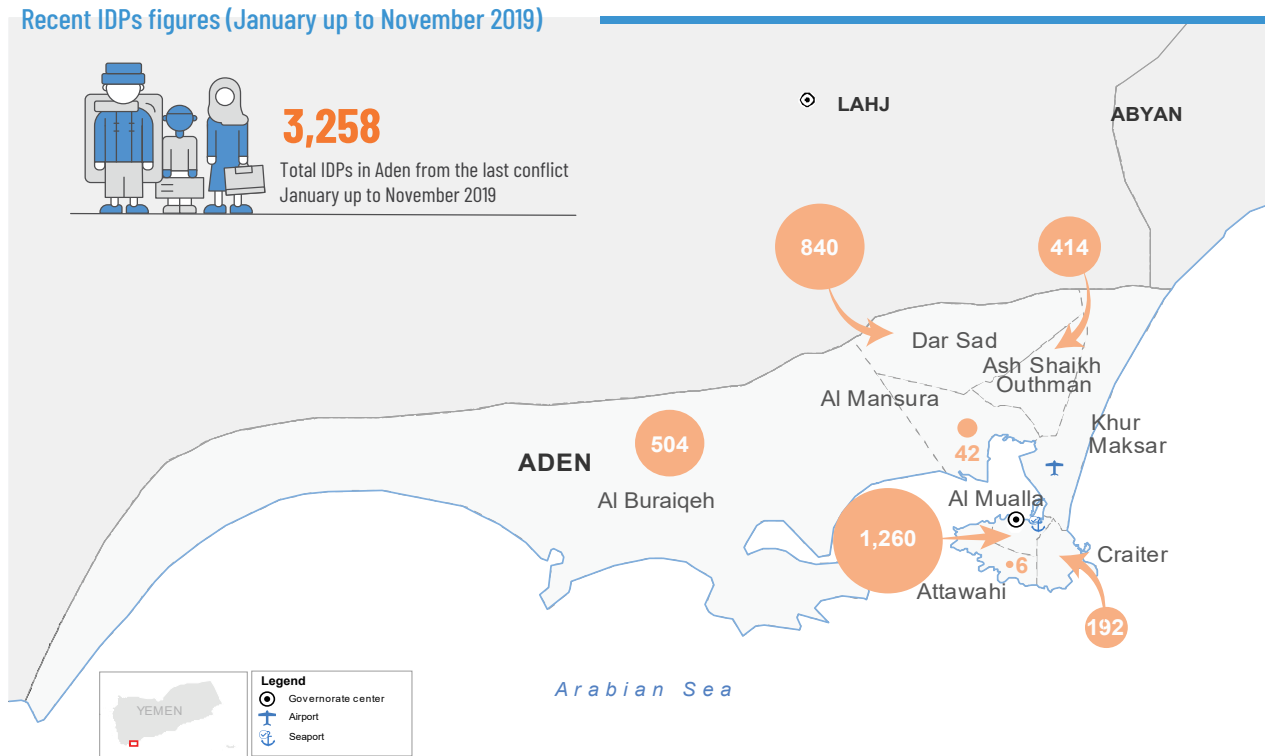 Recent IDPs figures (January up to November 2019)
3,258
Total IDPs in Aden from the last conflict
January up to November 2019
LAHJ
ABYAN
840
414
Dar Sad
Ash Shaikh
Outhman
Al Mansura
Khur
Maksar
504
42
ADEN
Al Buraiqeh
Al Mualla
1,260
6
Craiter
Attawahi
192
Arabian Sea
YEMEN
Legend
Governorate center
Airport
Seaport